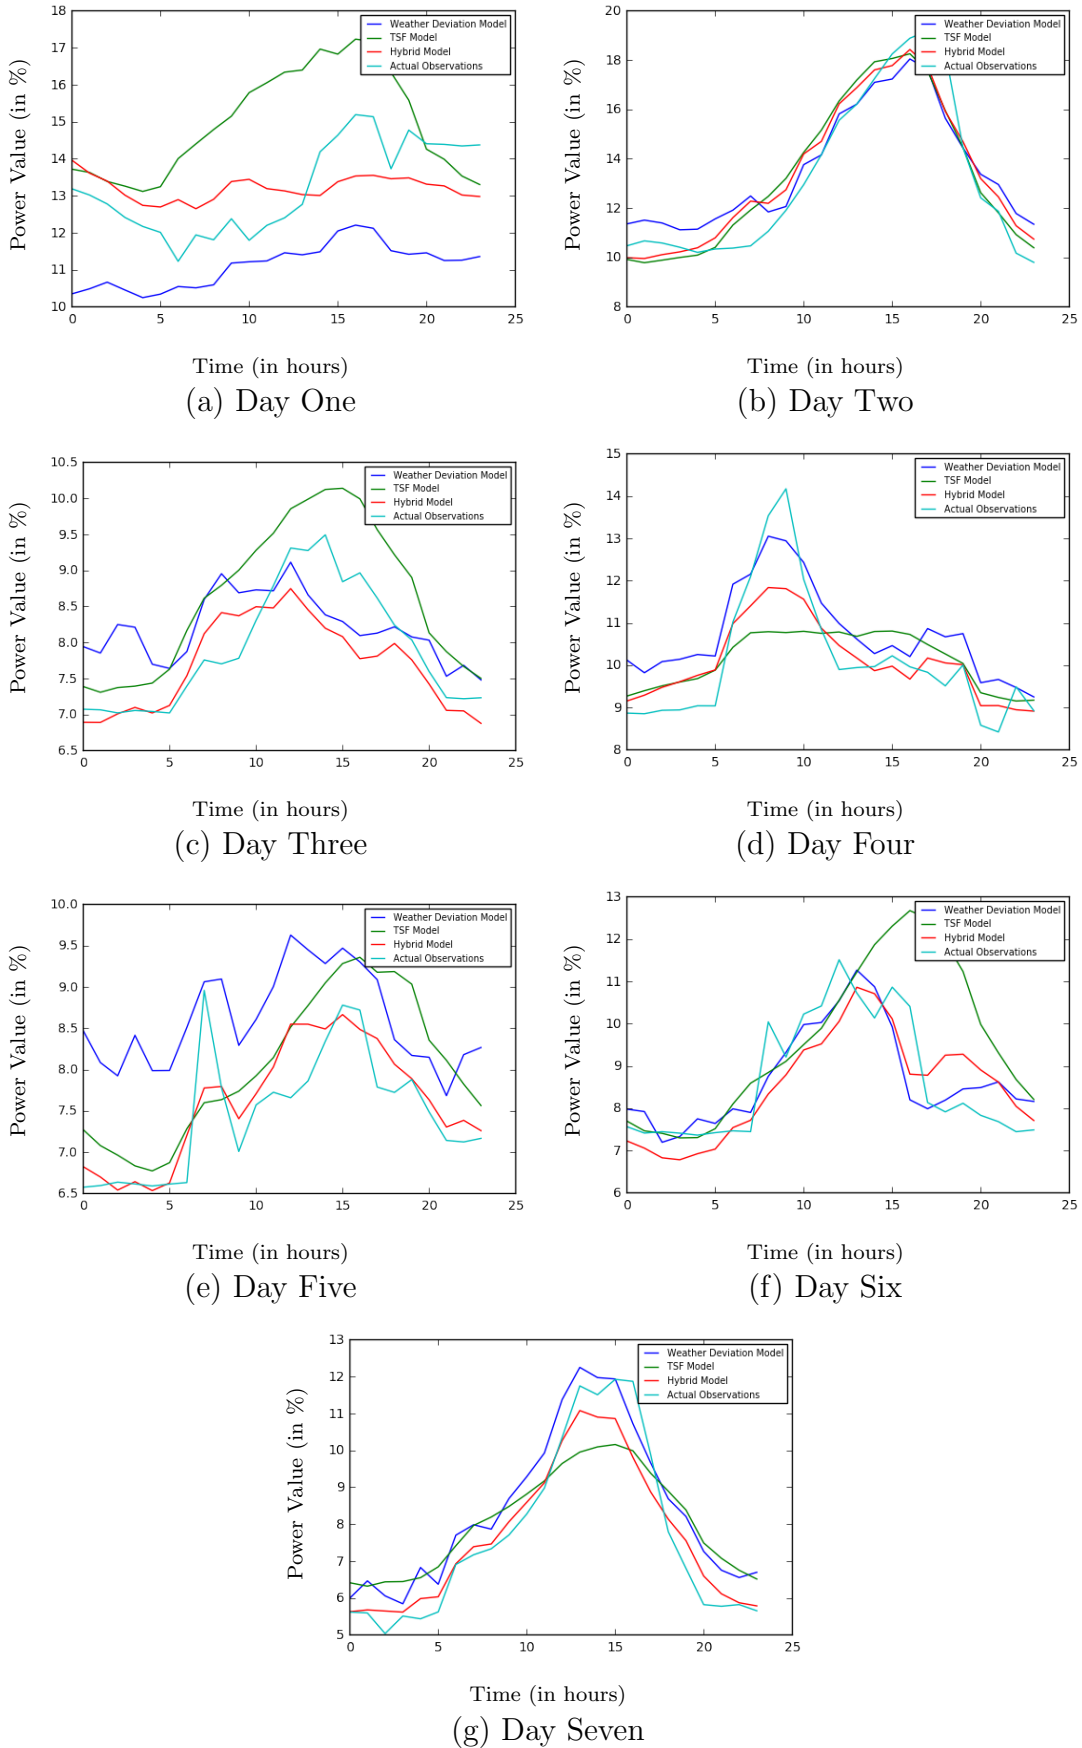 18
17
16
15
14
13
12
11
10
0 5 10 15 20 25
Power Value (in %)
Weather Deviation Model
TSF Model
Hybrid Model
Actual Observations
Time (in hours)
(a) Day One
20
18
16
14
12
10
8
0 5 10 15 20 25
Power Value (in %)
Weather Deviation Model
TSF Model
Hybrid Model
Actual Observations
Time (in hours)
(b) Day Two
10.5
10.0
9.5
9.0
8.5
8.0
7.5
7.0
6.5
0 5 10 15 20 25
Power Value (in %)
Weather Deviation Model
TSF Model
Hybrid Model
Actual Observations
Time (in hours)
(c) Day Three
15
14
13
12
11
10
9
8
0 5 10 15 20 25
Power Value (in %)
Weather Deviation Model
TSF Model
Hybrid Model
Actual Observations
Time (in hours)
(d) Day Four
10.0
9.5
9.0
8.5
8.0
7.5
7.0
6.5
0 5 10 15 20 25
Power Value (in %)
Weather Deviation Model
TSF Model
Hybrid Model
Actual Observations
Time (in hours)
(e) Day Five
13
12
11
10
9
8
7
6
0 5 10 15 20 25
Power Value (in %)
Weather Deviation Model
TSF Model
Hybrid Model
Actual Observations
Time (in hours)
(f) Day Six
13
12
11
10
9
8
7
6
5
0 5 10 15 20 25
Power Value (in %)
Weather Deviation Model
TSF Model
Hybrid Model
Actual Observations
Time (in hours)
(g) Day Seven